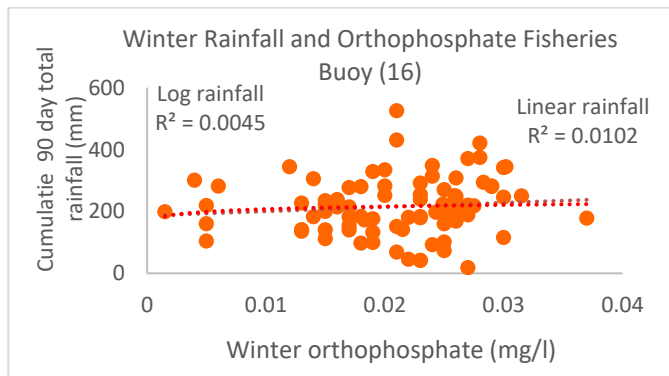 Winter Rainfall and Orthophosphate Fisheries
Buoy (16)
Log rainfall
R² = 0.0045
Linear rainfall
R² = 0.0102
Cumulatie 90 day total
rainfall (mm)
600
400
200
0
0
0.01
0.02
0.03
0.04
Winter orthophosphate (mg/l)